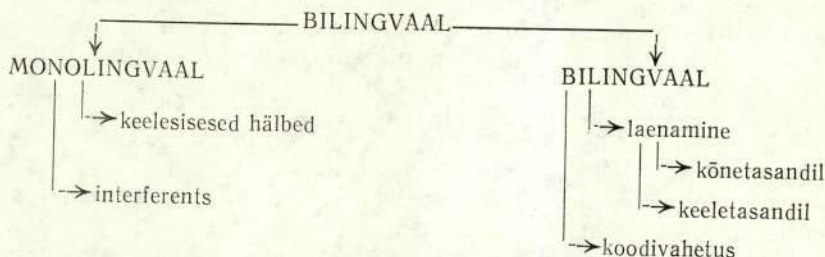 BILINGVAAL
MONOLINGVAAL
BILINGVAAL
keelesisesed hälbed
laenamine
kõnetasandil
interferents
keeletasandil
koodivahetus